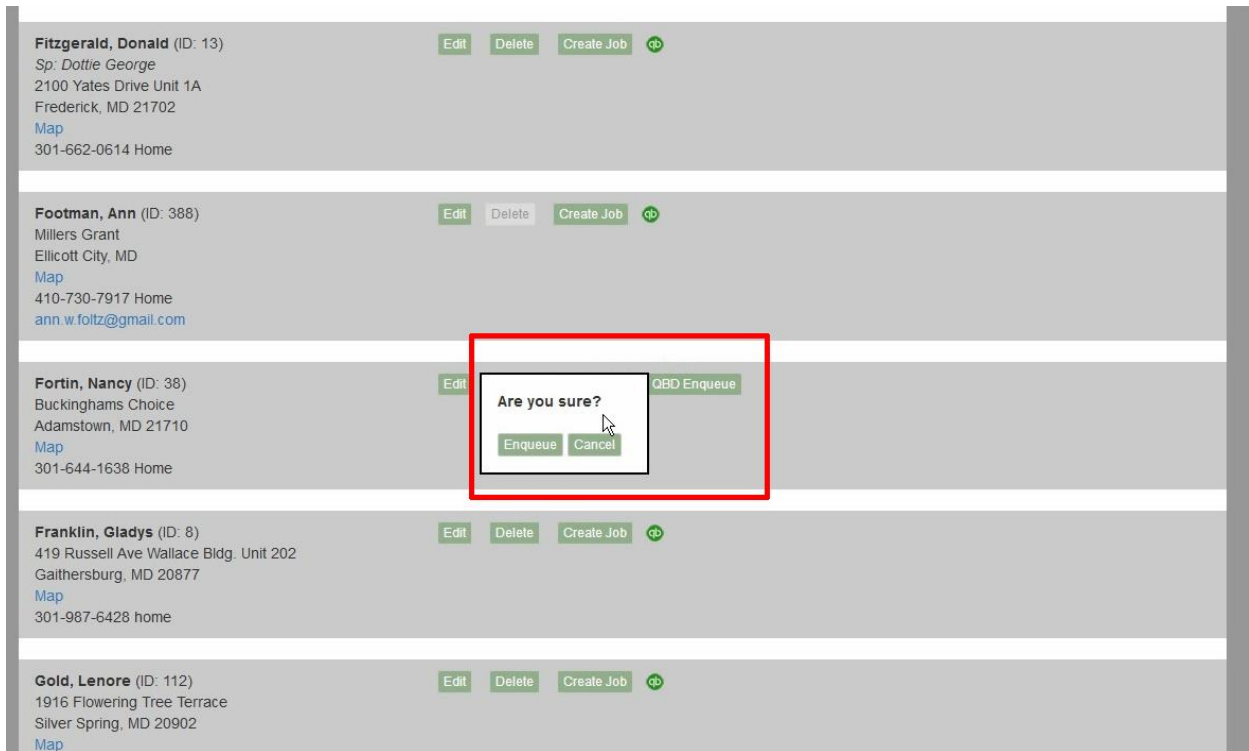 Fitzgerald, Donald (ID: 13) Edit Delete Create Job qb
Sp: Dottie George
2100 Yates Drive Unit 1A
Frederick, MD 21702
Map
301-662-0614 Home
Footman, Ann (ID: 388) Edit Delete Create Job qb
Millers Grant
Ellicott City, MD
Map
410-730-7917 Home
ann.w.foltz@gmail.com
Fortin, Nancy (ID: 38) Edit QBD Enqueue
Buckinghams Choice
Adamstown, MD 21710
Map
301-644-1638 Home
Are you sure?
Enqueue Cancel
Franklin, Gladys (ID: 8) Edit Delete Create Job qb
419 Russell Ave Wallace Bldg. Unit 202
Gaithersburg, MD 20877
Map
301-987-6428 home
Gold, Lenore (ID: 112) Edit Delete Create Job qb
1916 Flowering Tree Terrace
Silver Spring, MD 20902
Map